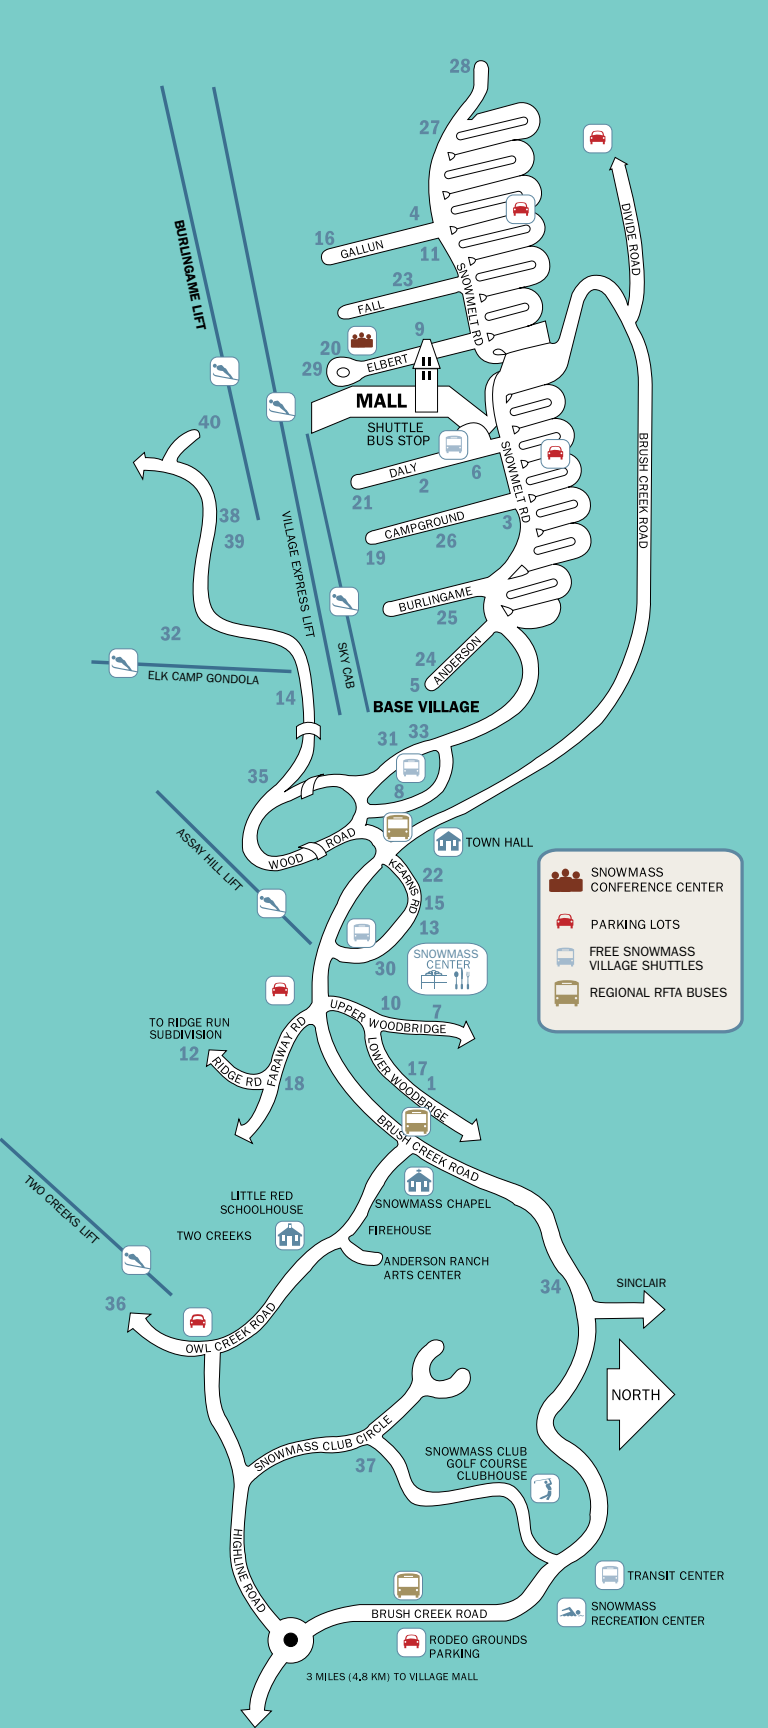 28
27
4
16
GALLUN
11
DIVIDE ROAD
23
FALL
SNOWMELT RD
BURLINGAME LIFT
9
20
29
ELBERT
MALL
SHUTTLE
BUS STOP
40
DALY
6
2
21
SNOWMELT RD
BRUSH CREEK ROAD
38
39
CAMPGROUND
3
26
19
VILLAGE EXPRESS LIFT
BURLINGAME
25
32
SKY CAB
24
ANDERSON
5
ELK CAMP GONDOLA
14
BASE VILLAGE
33
31
35
8
ASSAY HILL LIFT
WOOD ROAD
TOWN HALL
KEARNS RD
22
15
13
SNOWMASS
CENTER
30
SNOWMASS
CONFERENCE CENTER
PARKING LOTS
FREE SNOWMASS
VILLAGE SHUTTLES
REGIONAL RFTA BUSES
10
7
UPPER WOODBRIDGE
TO RIDGE RUN
SUBDIVISION
12
RIDGE RD
FARAWAY RD
18
LOWER WOODBRIGE
17
1
BRUSH CREEK ROAD
TWO CREEKS LIFT
LITTLE RED
SCHOOLHOUSE
SNOWMASS CHAPEL
TWO CREEKS
FIREHOUSE
ANDERSON RANCH
ARTS CENTER
34
SINCLAIR
36
OWL CREEK ROAD
NORTH
SNOWMASS CLUB CIRCLE
37
SNOWMASS CLUB
GOLF COURSE
CLUBHOUSE
HIGHLINE ROAD
TRANSIT CENTER
BRUSH CREEK ROAD
SNOWMASS
RECREATION CENTER
RODEO GROUNDS
PARKING
3 MILES (4.8 KM) TO VILLAGE MALL